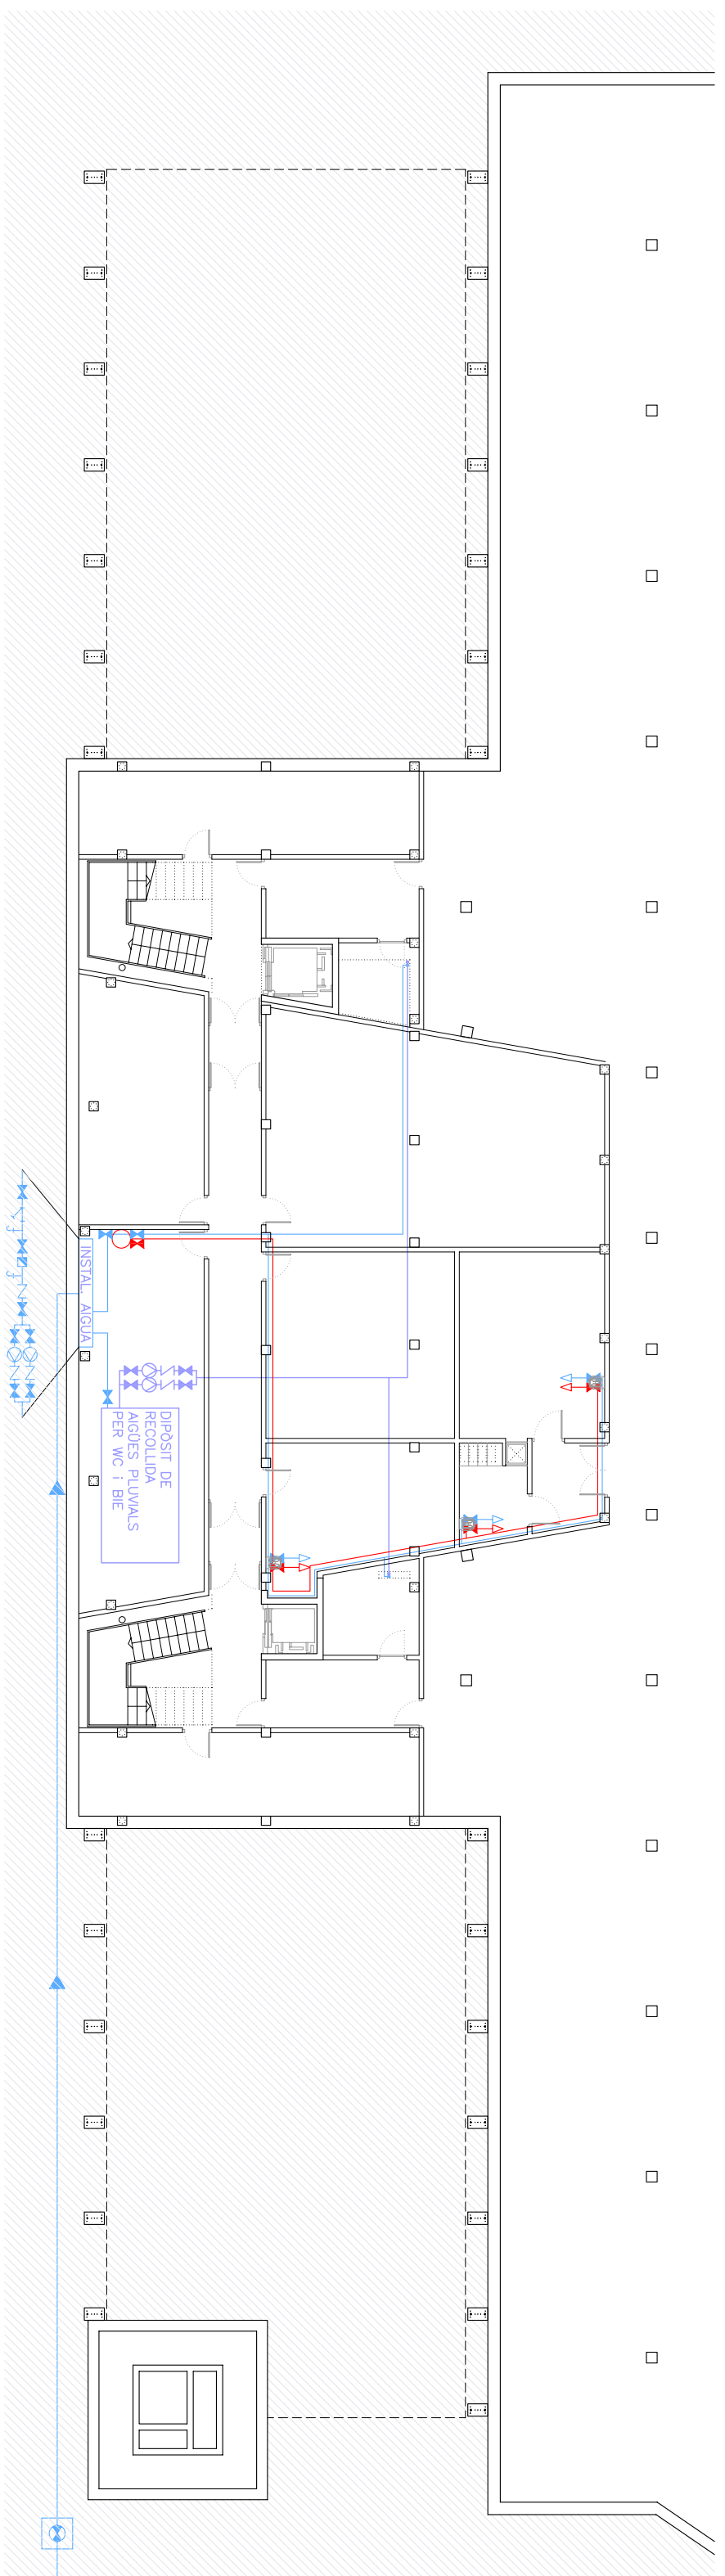 INSTAL. AIGUA
DIPÒSIT DE
RECOLLIDA
AIGÜES PLUVIALS
PER WC i BIE